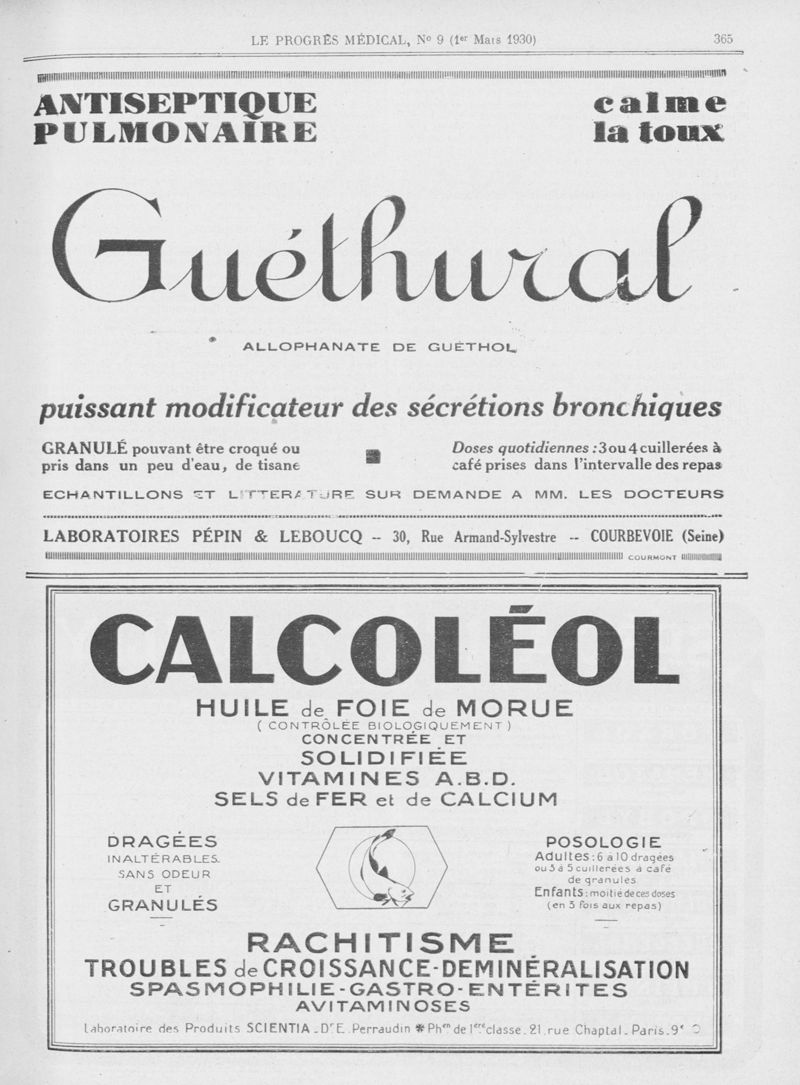 LE PROGRÈS MÉDICAL, No 9 (1er Mars 1930) 365
ANTISEPTIQUE
PULMONAIRE
calme
la toux
Guéthural
ALLOPHANATE DE GUÉTHOL
puissant modificateur des sécrétions bronchiques
GRANULÉ pouvant être croqué ou
pris dans un peu d'eau, de tisane
Doses quotidiennes : 3 ou 4 cuillerées à
café prises dans l'intervalle des repas
ECHANTILLONS ET LITTERATURE SUR DEMANDE A MM. LES DOCTEURS
LABORATOIRES PÉPIN & LEBOUCQ -- 30, Rue Armand-Sylvestre -- COURBEVOIE (Seine)
COURMONT
CALCOLÉOL
HUILE de FOIE de MORUE
(CONTRÔLÉE BIOLOGIQUEMENT)
CONCENTRÉE ET
SOLIDIFIÉE
VITAMINES A.B.D.
SELS de FER et de CALCIUM
DRAGÉES
INALTÉRABLES.
SANS ODEUR
ET
GRANULÉS
POSOLOGIE
Adultes : 6 à 10 dragées
ou 3 à 5 cuillerées à café
de granules
Enfants : moitié de ces doses
(en 3 fois aux repas)
RACHITISME
TROUBLES de CROISSANCE-DEMINÉRALISATION
SPASMOPHILIE-GASTRO-ENTÉRITES
AVITAMINOSES
Laboratoire des Produits SCIENTIA _ Dr E. Perraudin * Phen de 1ère classe _ 21, rue Chaptal _ Paris _ 9e